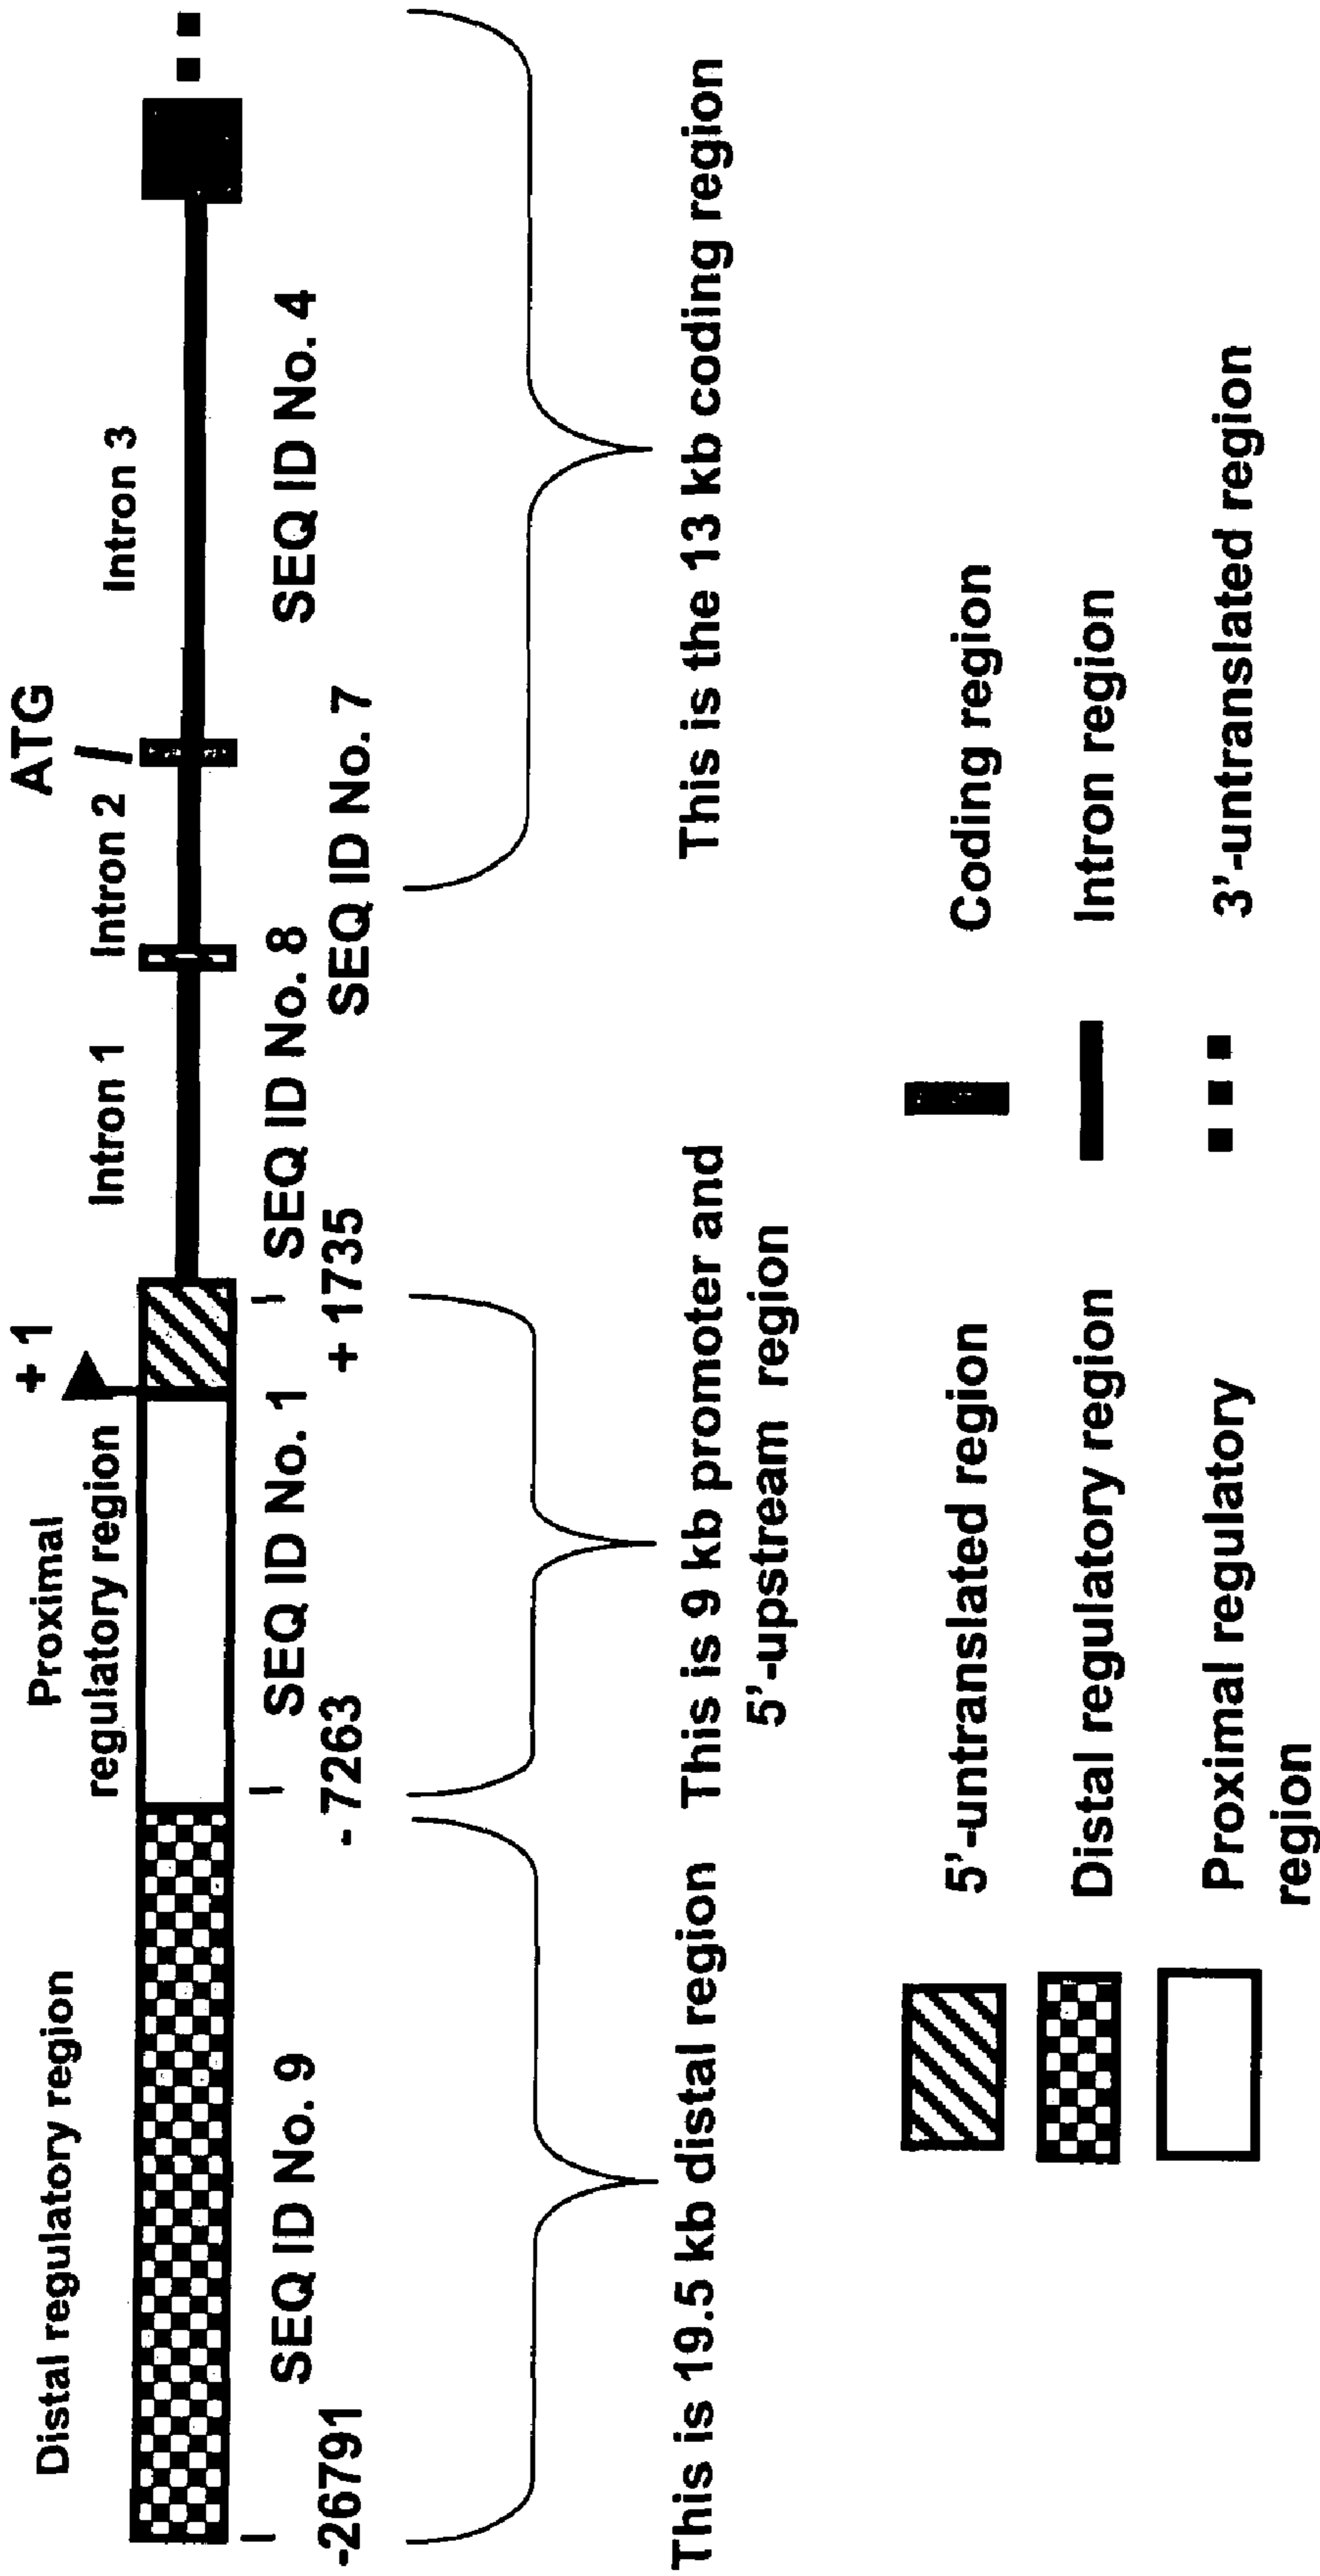 Distal regulatory region
Proximal
regulatory region
+ 1
Intron 1
Intron 2
ATG
Intron 3
SEQ ID No. 9
SEQ ID No. 1
SEQ ID No. 8
SEQ ID No. 4
-26791
- 7263
+ 1735
SEQ ID No. 7
This is 19.5 kb distal region
This is 9 kb promoter and
5'-upstream region
This is the 13 kb coding region
5'-untranslated region
Coding region
Distal regulatory region
Intron region
Proximal regulatory
region
3'-untranslated region